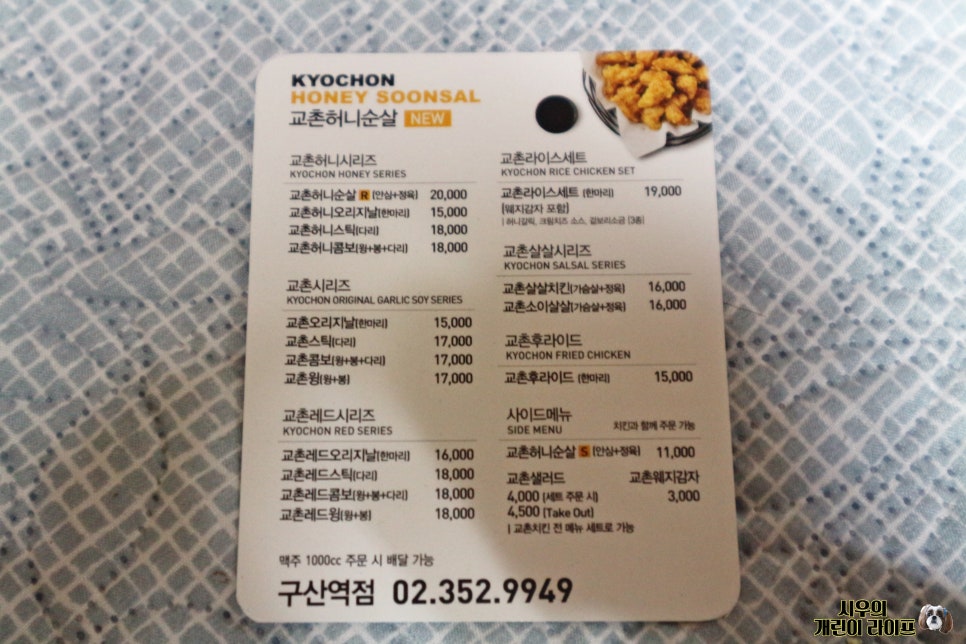 KYOCHON
HONEY SOONSAL
교촌허니순살 NEW
교촌허니시리즈
KYOCHON HONEY SERIES
교촌허니순살 R (안심+정육) 20,000
교촌허니오리지날(한마리) 15,000
교촌허니스틱(다리) 18,000
교촌허니콤보(윙+봉+다리) 18,000
교촌시리즈
KYOCHON ORIGINAL GARLIC SOY SERIES
교촌오리지날(한마리) 15,000
교촌스틱(다리) 17,000
교촌콤보(윙+봉+다리) 17,000
교촌윙(윙+봉) 17,000
교촌레드시리즈
KYOCHON RED SERIES
교촌레드오리지날(한마리) 16,000
교촌레드스틱(다리) 18,000
교촌레드콤보(윙+봉+다리) 18,000
교촌레드윙(윙+봉) 18,000
교촌라이스세트
KYOCHON RICE CHICKEN SET
교촌라이스세트 (한마리) 19,000
(웨지감자 포함)
| 허니갈릭, 크림치즈 소스, 겉보리소금 (3종)
교촌살살시리즈
KYOCHON SALSAL SERIES
교촌살살치킨(가슴살+정육) 16,000
교촌소이살살(가슴살+정육) 16,000
교촌후라이드
KYOCHON FRIED CHICKEN
교촌후라이드 (한마리) 15,000
사이드메뉴
SIDE MENU 치킨과 함께 주문 가능
교촌허니순살 S (안심+정육) 11,000
교촌샐러드 교촌웨지감자
4,000 (세트 주문 시) 3,000
4,500 (Take Out)
| 교촌치킨 전 메뉴 세트로 가능
맥주 1000cc 주문 시 배달 가능
구산역점 02.352.9949
시우의
개린이 라이프